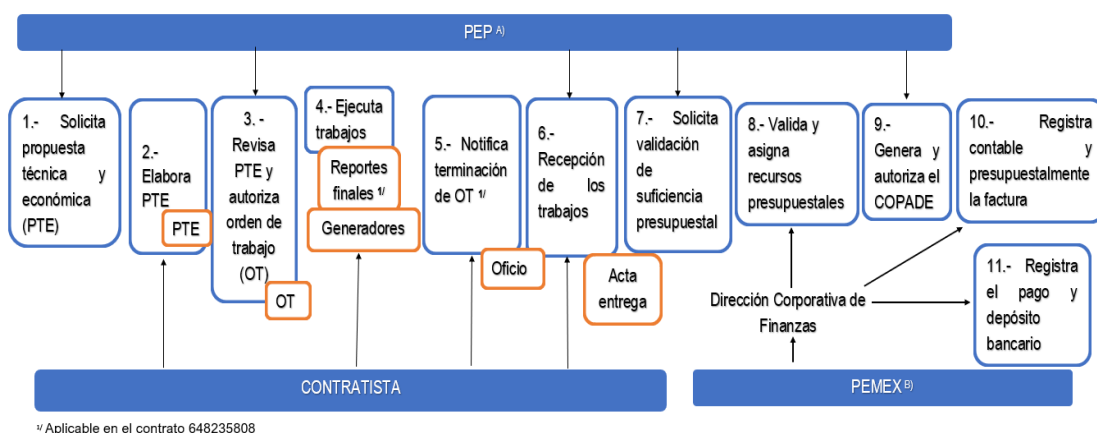 PEP A)
1.- Solicita
propuesta
técnica y
económica
(PTE)
2.-
Elabora
PTE
PTE
3. -
Revisa
PTE y
autoriza
orden de
trabajo
(OT)
OT
4.- Ejecuta
trabajos
Reportes
finales 1/
Generadores
5.- Notifica
terminación
de OT 1/
Oficio
6.-
Recepción
de los
trabajos
Acta
entrega
7.- Solicita
validación
de
suficiencia
presupuestal
8.- Valida y
asigna
recursos
presupuestales
9.-
Genera y
autoriza el
COPADE
10.- Registra
contable y
presupuestalmente
la factura
11.- Registra
el pago y
depósito
bancario
Dirección Corporativa de
Finanzas
CONTRATISTA
PEMEX B)
1/ Aplicable en el contrato 648235808